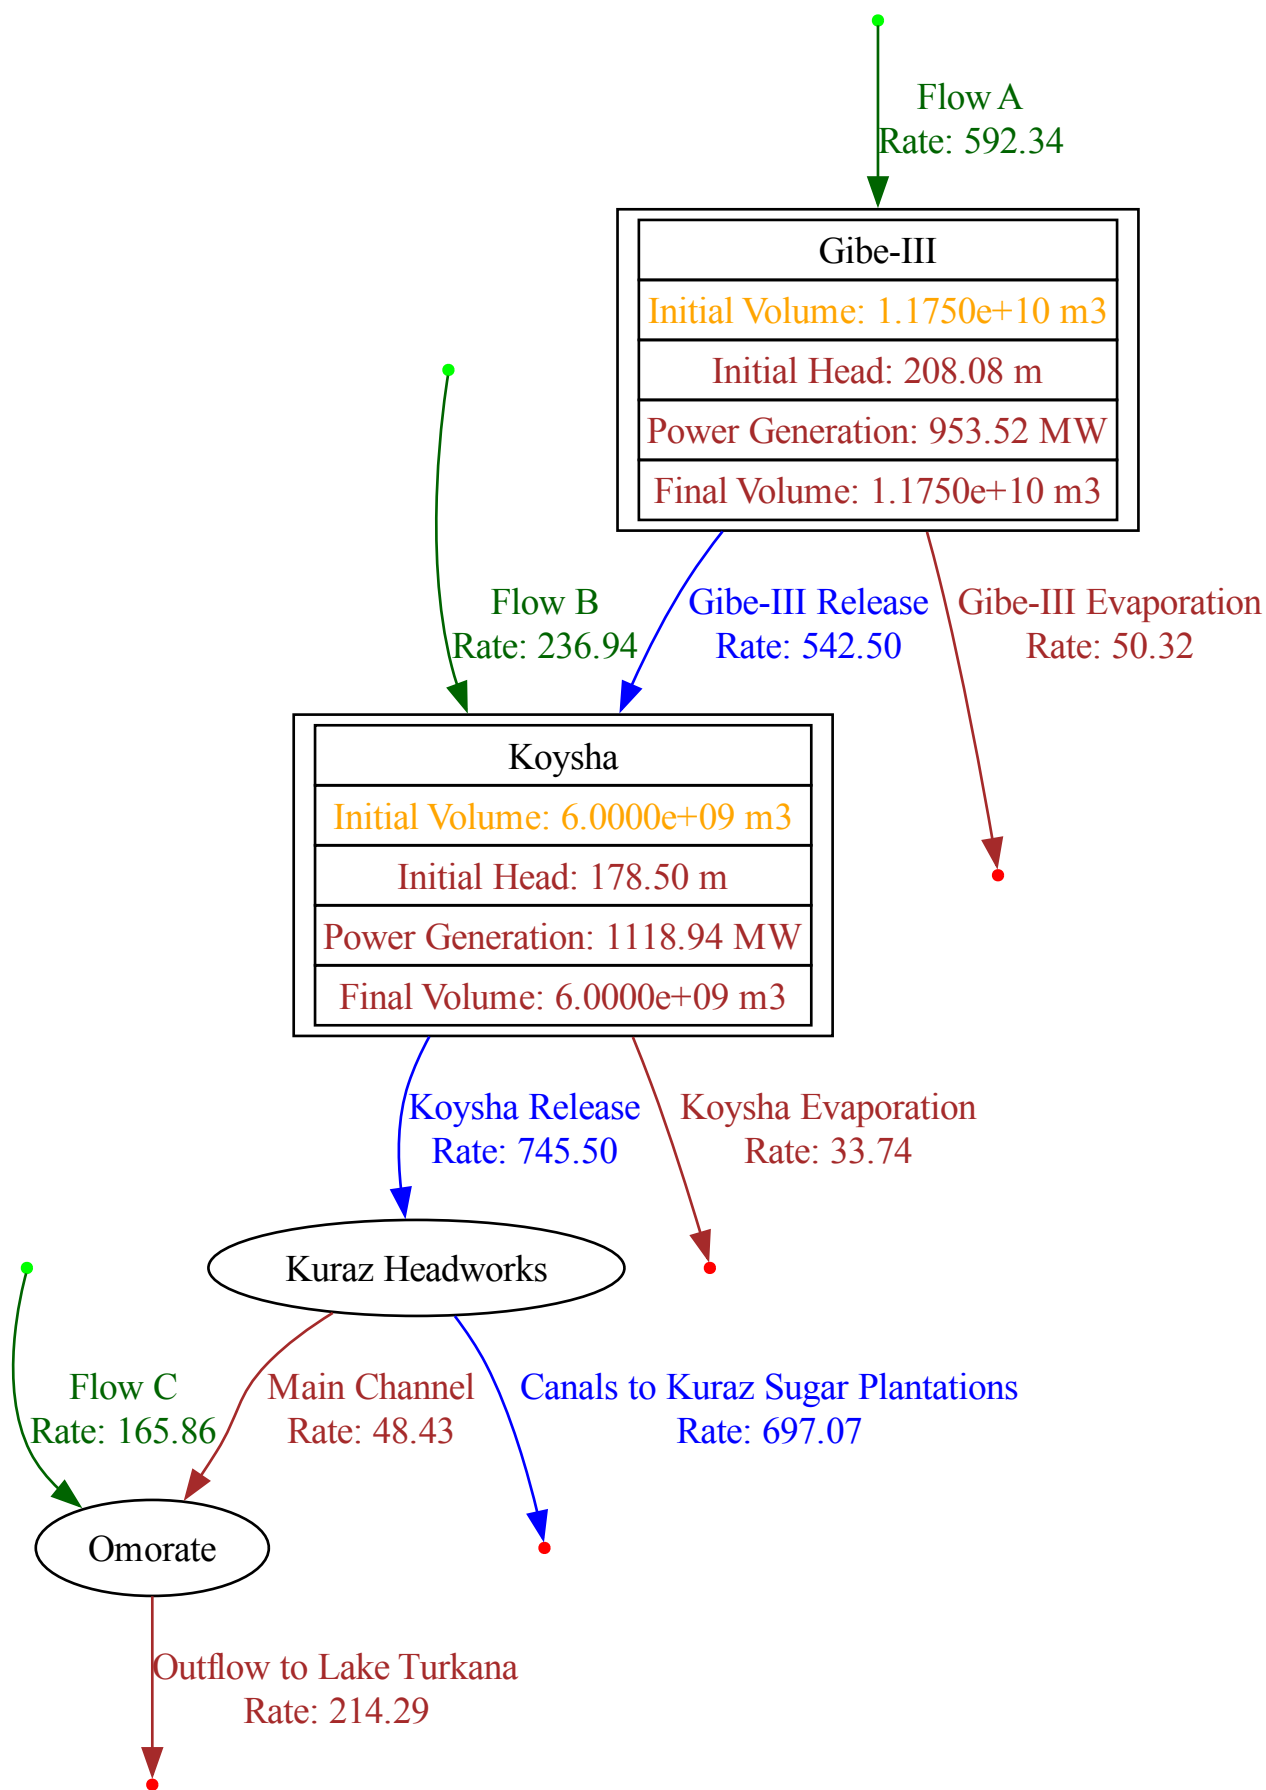 Flow A
Rate: 592.34
Gibe-III
Initial Volume: 1.1750e+10 m3
Initial Head: 208.08 m
Power Generation: 953.52 MW
Final Volume: 1.1750e+10 m3
Flow B
Rate: 236.94
Gibe-III Release
Rate: 542.50
Gibe-III Evaporation
Rate: 50.32
Koysha
Initial Volume: 6.0000e+09 m3
Initial Head: 178.50 m
Power Generation: 1118.94 MW
Final Volume: 6.0000e+09 m3
Koysha Release
Rate: 745.50
Koysha Evaporation
Rate: 33.74
Kuraz Headworks
Flow C
Rate: 165.86
Main Channel
Rate: 48.43
Canals to Kuraz Sugar Plantations
Rate: 697.07
Omorate
Outflow to Lake Turkana
Rate: 214.29